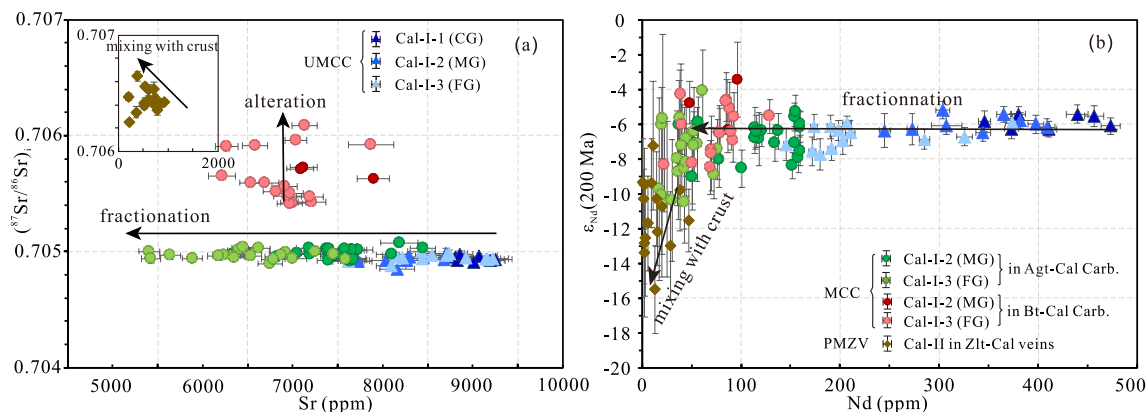 0.707
0.706
0.705
0.704
(⁸⁷Sr/⁸⁶Sr)ᵢ
0.707
0.706
0
2000
mixing with crust
UMCC
Cal-I-1 (CG)
Cal-I-2 (MG)
Cal-I-3 (FG)
(a)
alteration
fractionation
5000
6000
7000
8000
9000
10000
Sr (ppm)
-0
-2
-4
-6
-8
-10
-12
-14
-16
-18
-20
εNd(200 Ma)
(b)
fractionnation
mixing with crust
MCC
Cal-I-2 (MG)
Cal-I-3 (FG)
in Agt-Cal Carb.
Cal-I-2 (MG)
Cal-I-3 (FG)
in Bt-Cal Carb.
PMZV
Cal-II in Zlt-Cal veins
0
100
200
300
400
500
Nd (ppm)